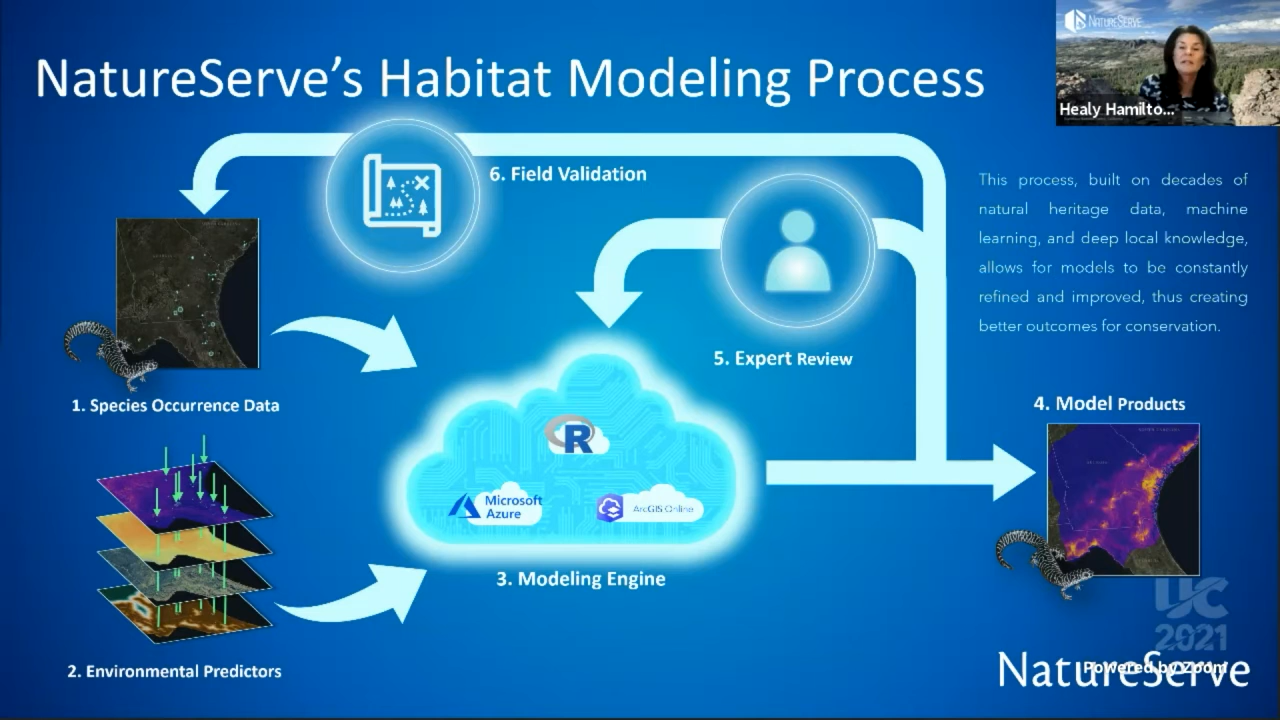 NatureServe's Habitat Modeling Process
NATURESERVE
Healy Hamilto...
6. Field Validation
This process, built on decades of
natural heritage data, machine
learning, and deep local knowledge,
allows for models to be constantly
refined and improved, thus creating
better outcomes for conservation.
5. Expert Review
1. Species Occurrence Data
4. Model Products
R
Microsoft
Azure
ArcGIS Online
3. Modeling Engine
2. Environmental Predictors
UC
2021
Powered by Zoom
NatureServe